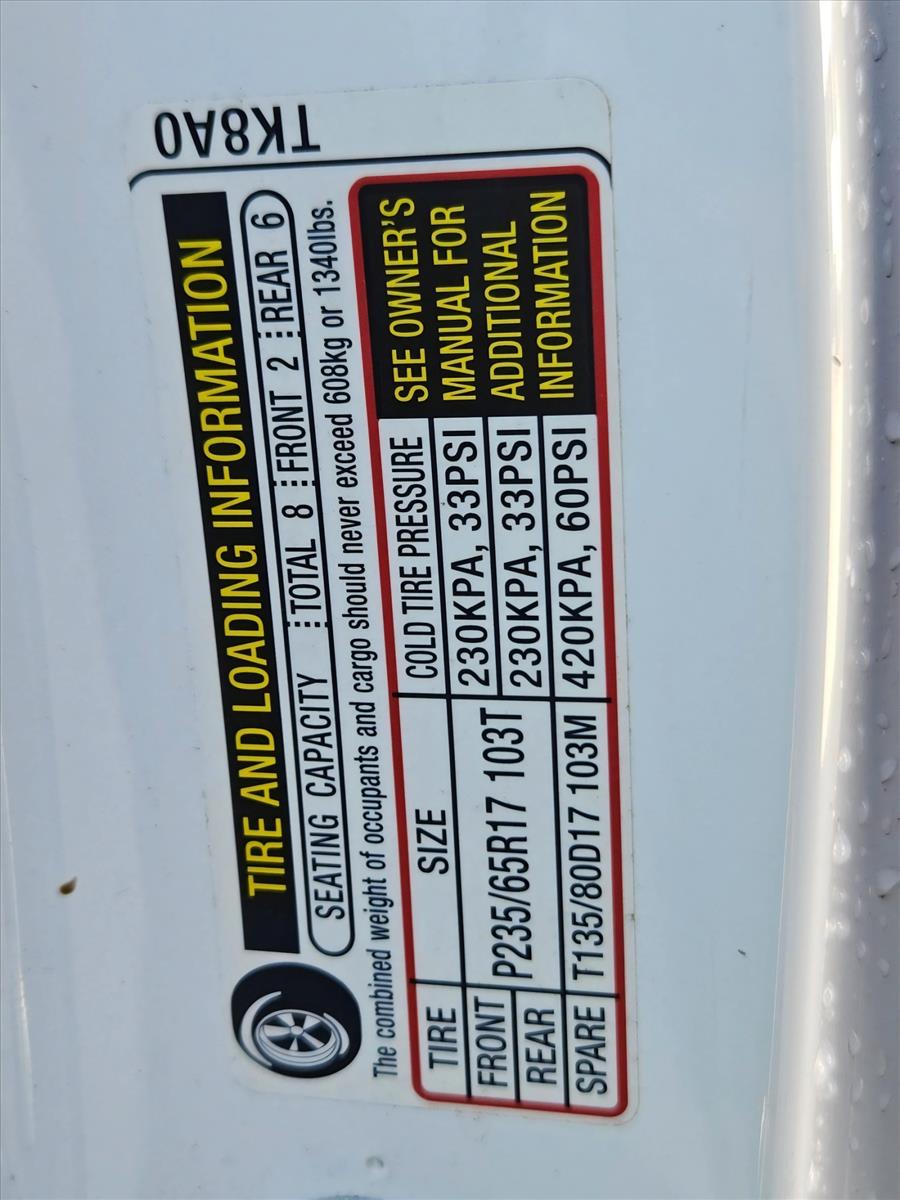 TK8A0
TIRE AND LOADING INFORMATION
SEATING CAPACITY TOTAL 8 FRONT 2 REAR 6
The combined weight of occupants and cargo should never exceed 608kg or 1340lbs.
TIRE SIZE COLD TIRE PRESSURE
FRONT P235/65R17 103T 230KPA, 33PSI
REAR 230KPA, 33PSI
SPARE T135/80D17 103M 420KPA, 60PSI
SEE OWNER'S
MANUAL FOR
ADDITIONAL
INFORMATION